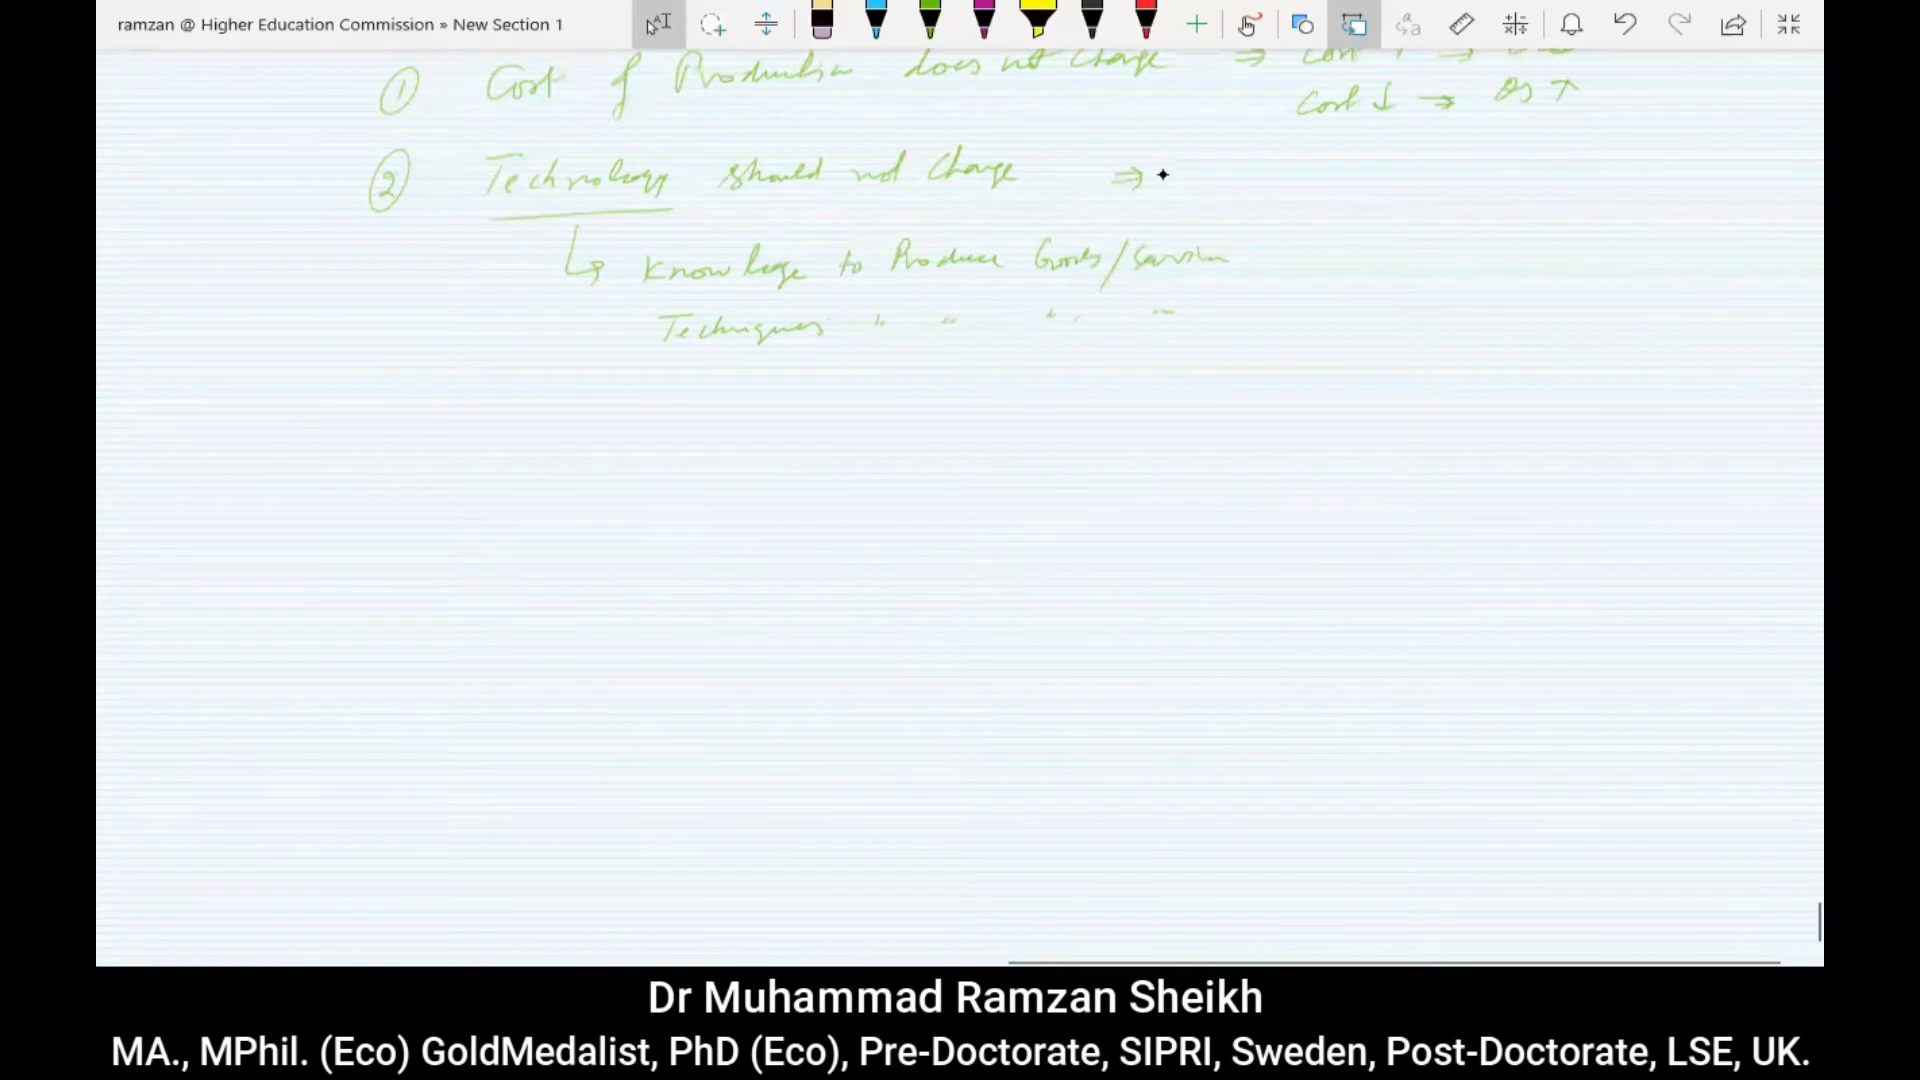 ramzan @ Higher Education Commission » New Section 1
① Cost of Production does not change ⇒
Cost ↓ → Qs ↑
② Technology should not change ⇒
↳ Knowledge to Produce Goods/Services
Techniques " " " "
Dr Muhammad Ramzan Sheikh
MA., MPhil. (Eco) GoldMedalist, PhD (Eco), Pre-Doctorate, SIPRI, Sweden, Post-Doctorate, LSE, UK.